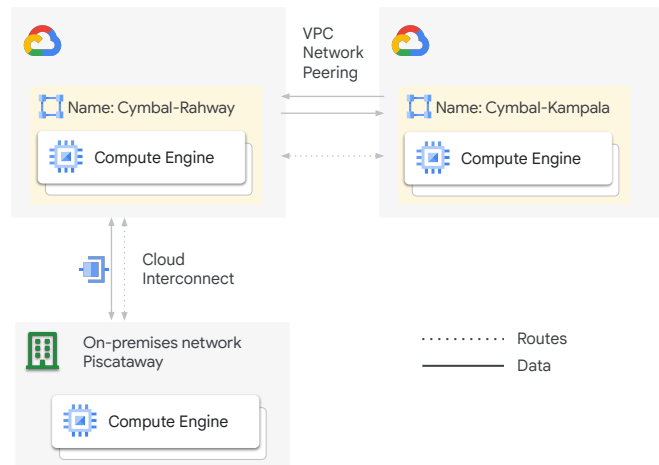 VPC
Network
Peering
Name: Cymbal-Rahway
Name: Cymbal-Kampala
Compute Engine
Compute Engine
Cloud
Interconnect
On-premises network
Piscataway
Routes
Data
Compute Engine